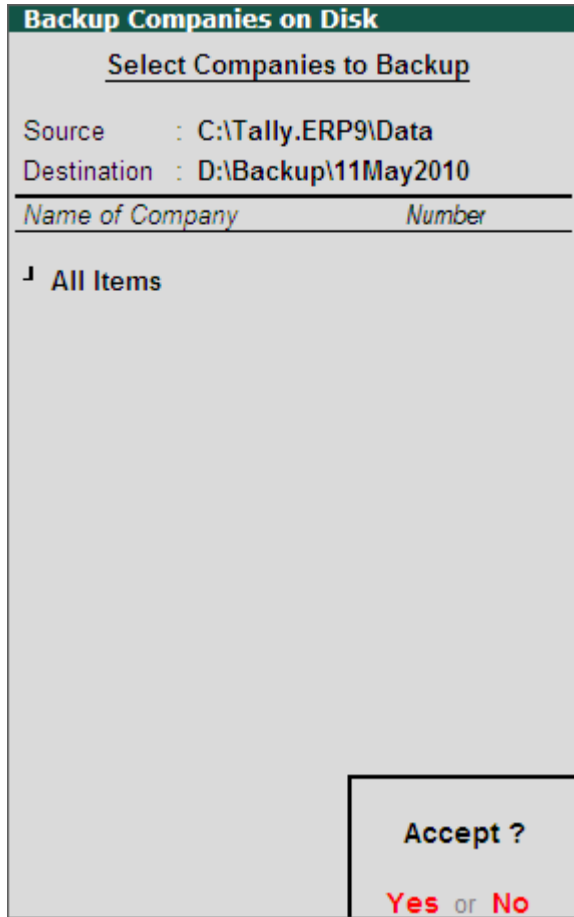 Backup Companies on Disk
Select Companies to Backup
Source : C:\Tally.ERP9\Data
Destination : D:\Backup\11May2010
Name of Company Number
┘ All Items
Accept ?
Yes or No